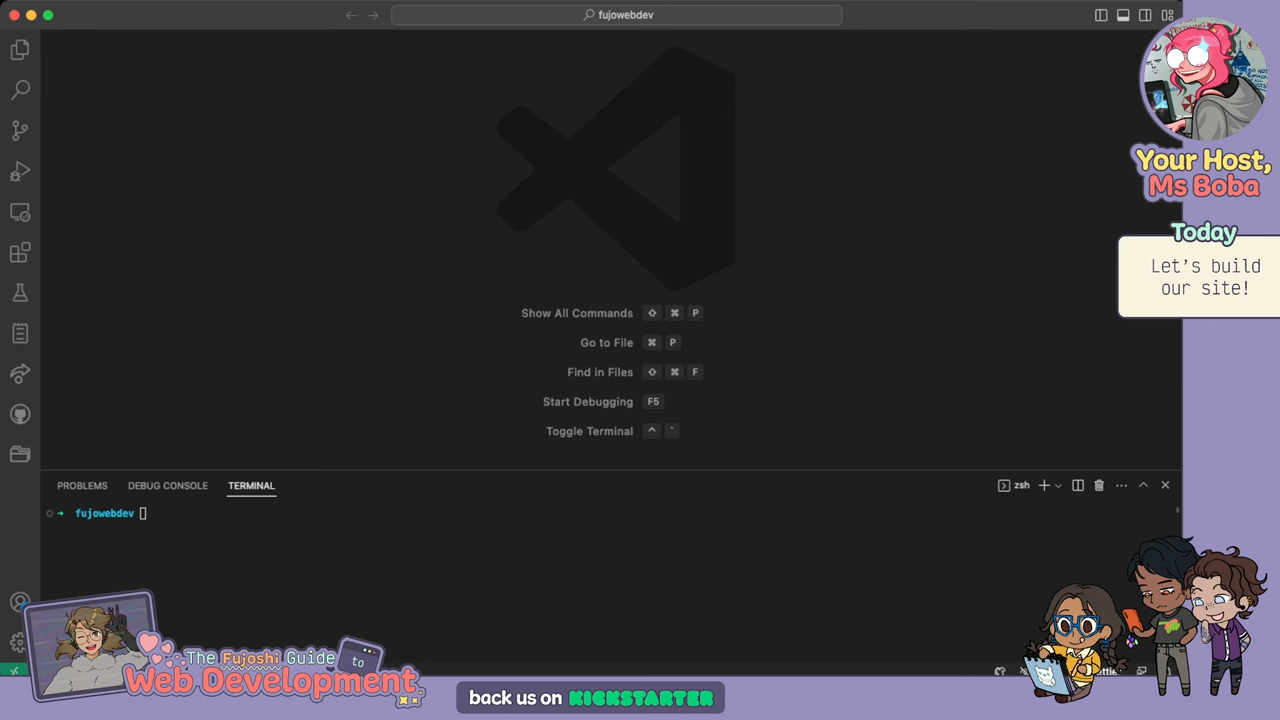 fujowebdev
Your Host,
Ms Boba
Today
Let's build
our site!
Show All Commands ⇧ ⌘ P
Go to File ⌘ P
Find in Files ⇧ ⌘ F
Start Debugging F5
Toggle Terminal ^ `
PROBLEMS DEBUG CONSOLE TERMINAL
zsh
fujowebdev
The Fujoshi Guide to
Web Development
back us on KICKSTARTER